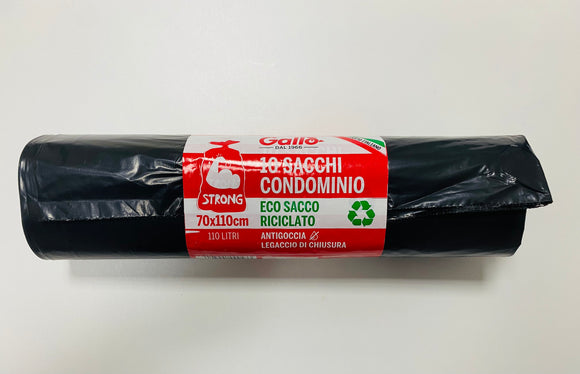 Gallo
DAL 1966
10 SACCHI
CONDOMINIO
STRONG
70x110cm
110 LITRI
ECO SACCO
RICICLATO
ANTIGOCCIA
LEGACCIO DI CHIUSURA